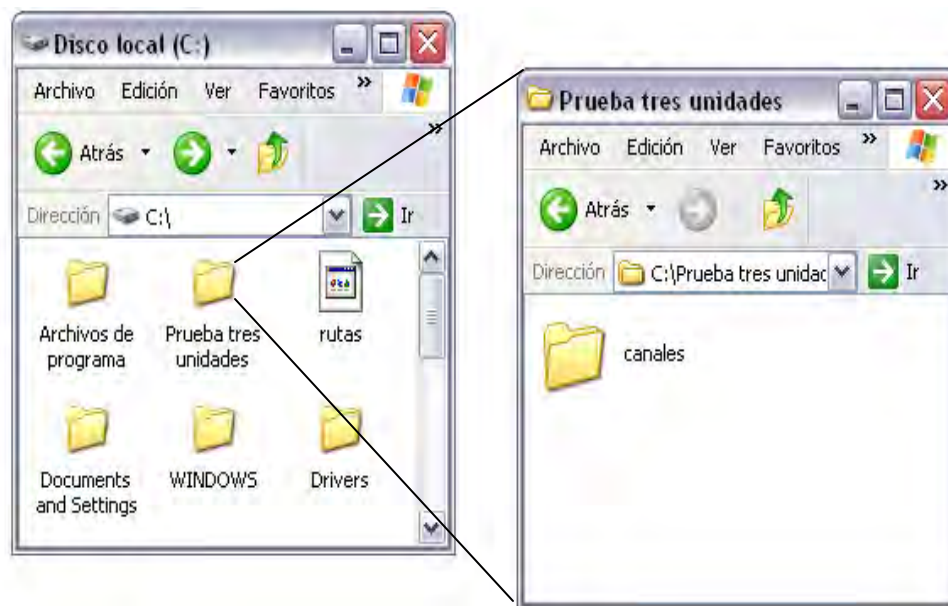 Disco local (C:)
Archivo Edición Ver Favoritos »
Atrás »
Dirección C:\ Ir
Archivos de programa
Prueba tres unidades
rutas
Documents and Settings
WINDOWS
Drivers
Prueba tres unidades
Archivo Edición Ver Favoritos »
Atrás »
Dirección C:\Prueba tres unidac Ir
canales